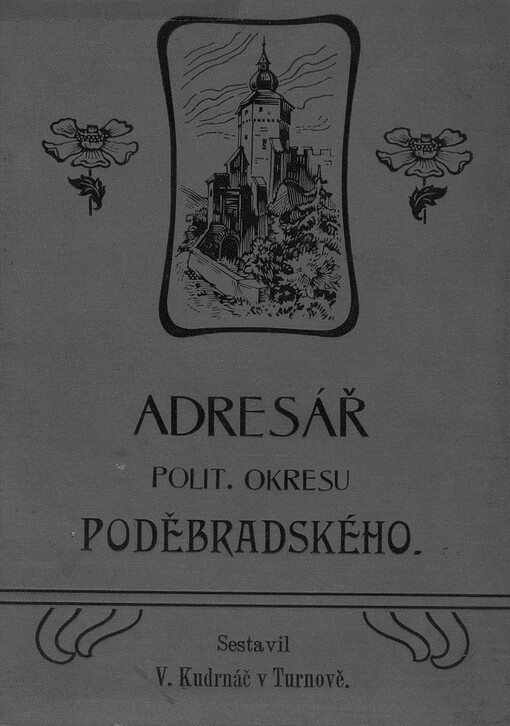 ADRESÁŘ
POLIT. OKRESU
PODĚBRADSKÉHO.
Sestavil
V. Kudrnáč v Turnově.